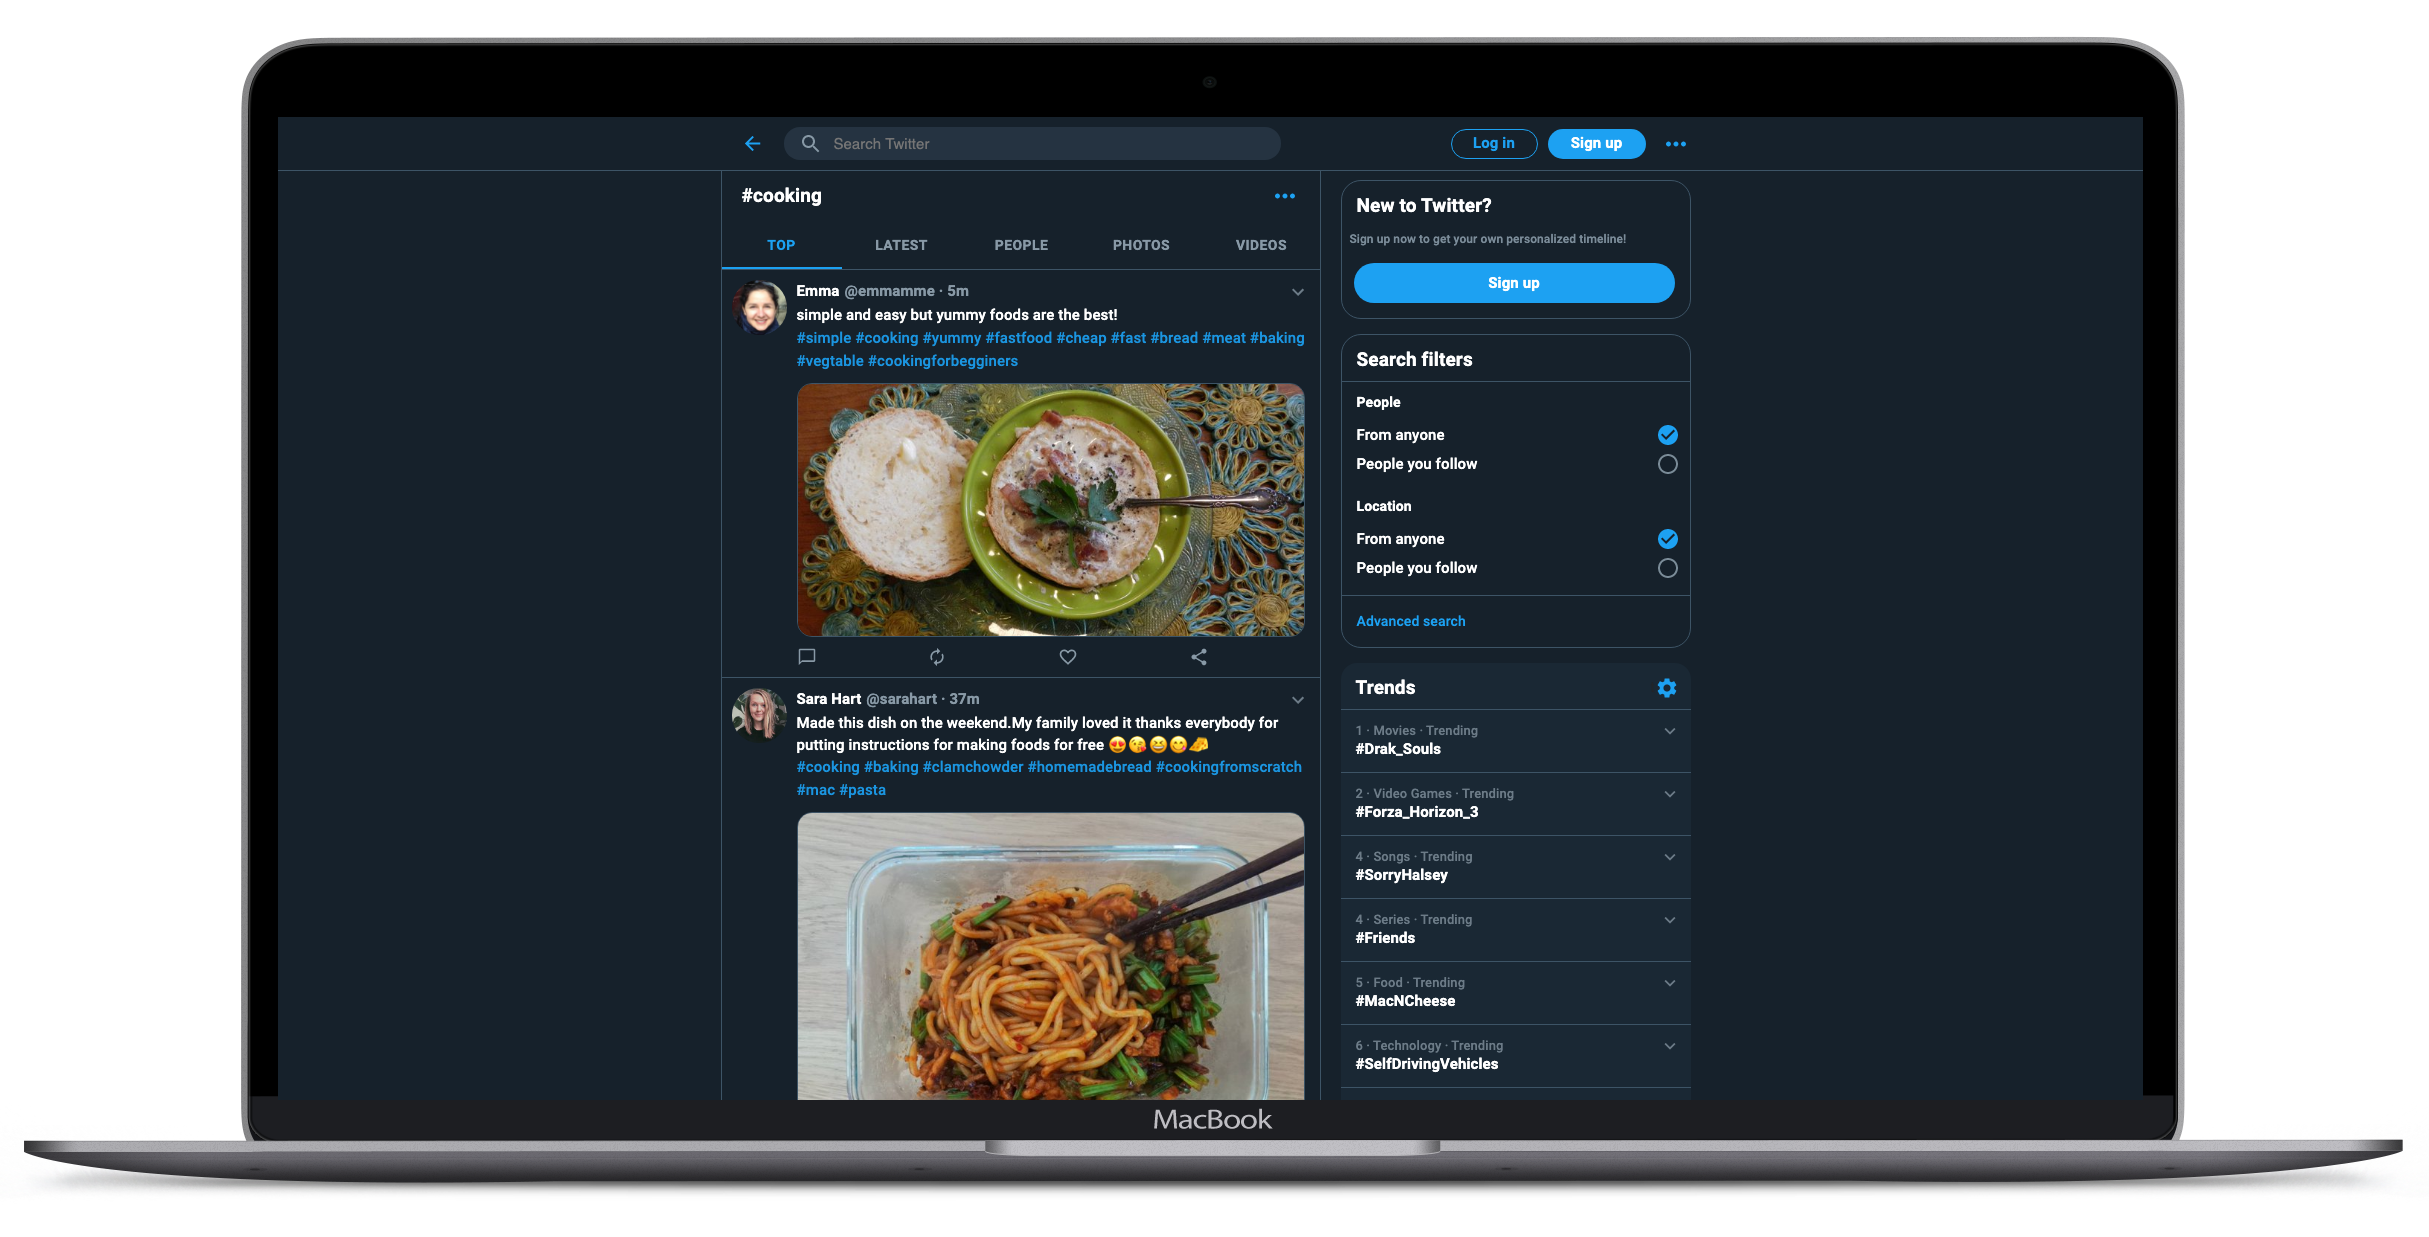 Search Twitter
Log in
Sign up
#cooking
TOP
LATEST
PEOPLE
PHOTOS
VIDEOS
Emma @emmamme · 5m
simple and easy but yummy foods are the best!
#simple #cooking #yummy #fastfood #cheap #fast #bread #meat #baking
#vegtable #cookingforbegginers
Sara Hart @sarahart · 37m
Made this dish on the weekend.My family loved it thanks everybody for
putting instructions for making foods for free 😍😘😆😋🧀
#cooking #baking #clamchowder #homemadebread #cookingfromscratch
#mac #pasta
New to Twitter?
Sign up now to get your own personalized timeline!
Sign up
Search filters
People
From anyone
People you follow
Location
From anyone
People you follow
Advanced search
Trends
1 · Movies · Trending
#Drak_Souls
2 · Video Games · Trending
#Forza_Horizon_3
4 · Songs · Trending
#SorryHalsey
4 · Series · Trending
#Friends
5 · Food · Trending
#MacNCheese
6 · Technology · Trending
#SelfDrivingVehicles
MacBook